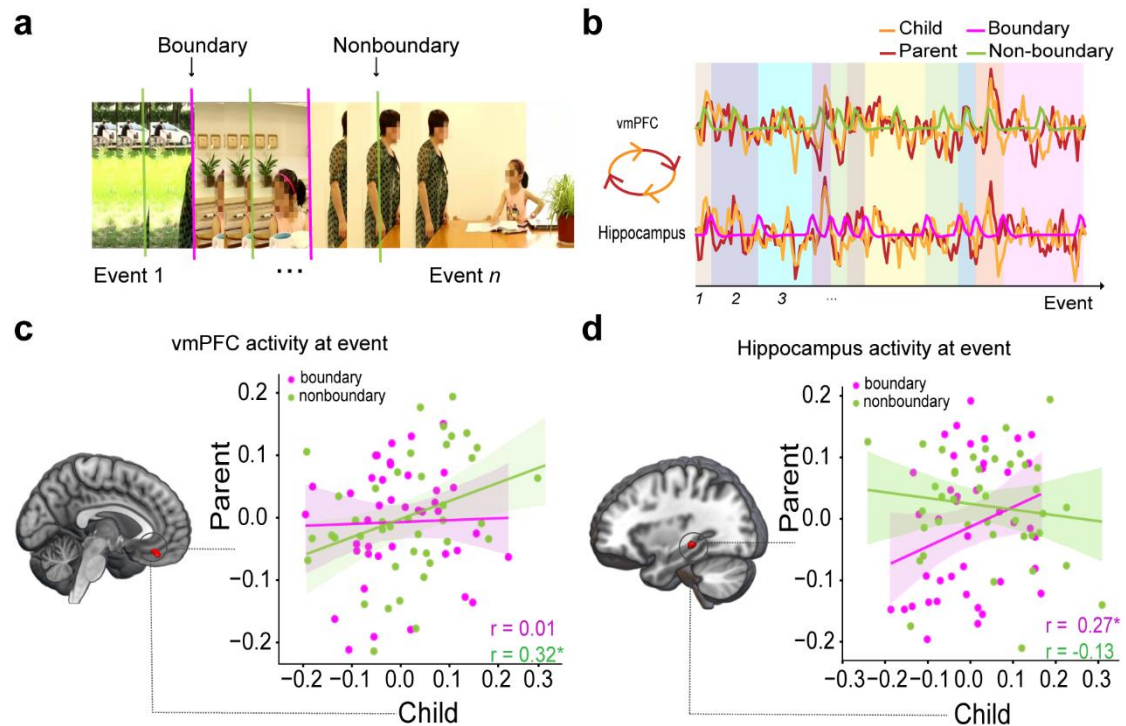 a
Boundary
Nonboundary
Event 1
...
Event n
b
Child
Boundary
Parent
Non-boundary
vmPFC
Hippocampus
1
2
3
...
Event
c
vmPFC activity at event
boundary
nonboundary
Parent
0.2
0.1
0.0
−0.1
−0.2
r = 0.01
r = 0.32*
−0.2 −0.1 0.0 0.1 0.2 0.3
Child
d
Hippocampus activity at event
boundary
nonboundary
Parent
0.2
0.1
0.0
−0.1
−0.2
r = 0.27*
r = -0.13
−0.3 −0.2 −0.1 0.0 0.1 0.2 0.3